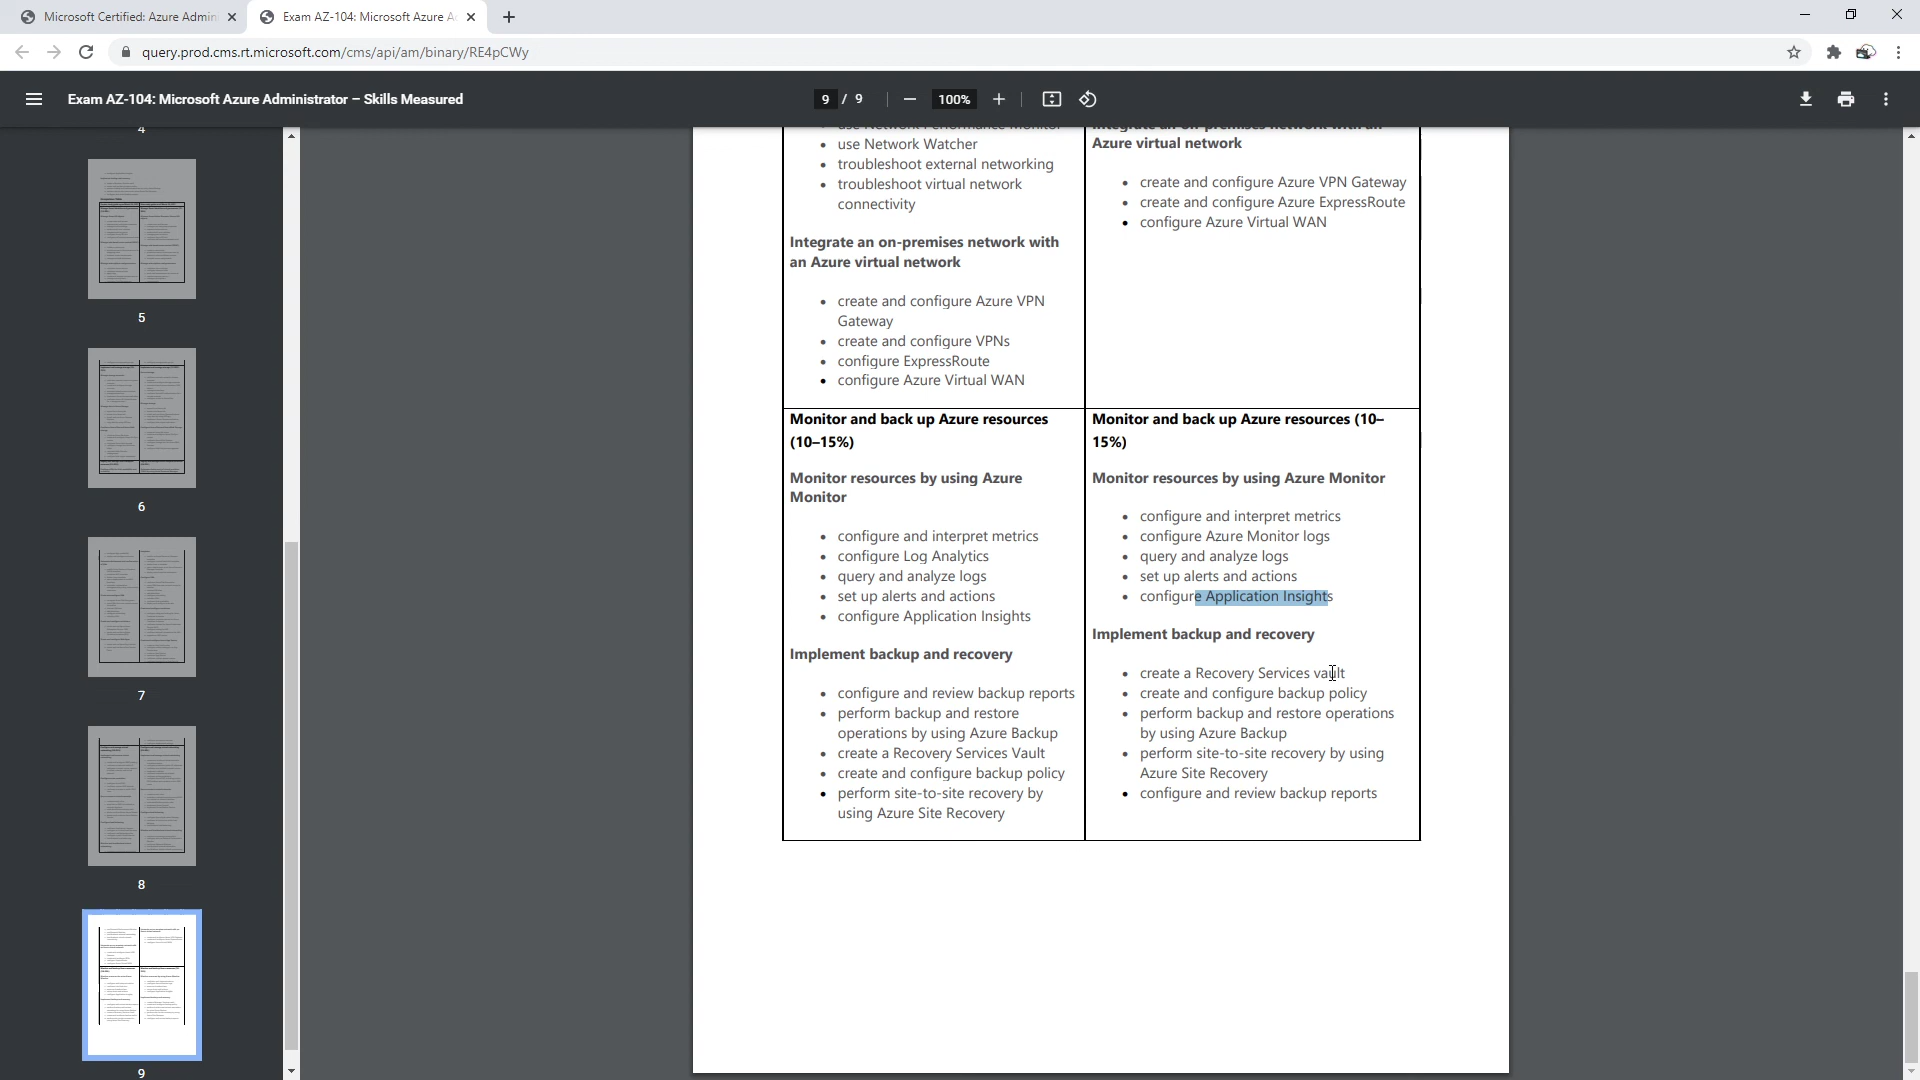 Microsoft Certified: Azure Admin
Exam AZ-104: Microsoft Azure A
query.prod.cms.rt.microsoft.com/cms/api/am/binary/RE4pCWy
Exam AZ-104: Microsoft Azure Administrator – Skills Measured
9 / 9
100%
4
5
6
7
8
9
use Network Performance Monitor
use Network Watcher
troubleshoot external networking
troubleshoot virtual network
connectivity
Integrate an on-premises network with
an Azure virtual network
create and configure Azure VPN
Gateway
create and configure VPNs
configure ExpressRoute
configure Azure Virtual WAN
Integrate an on-premises network with an
Azure virtual network
create and configure Azure VPN Gateway
create and configure Azure ExpressRoute
configure Azure Virtual WAN
Monitor and back up Azure resources
(10–15%)
Monitor resources by using Azure
Monitor
configure and interpret metrics
configure Log Analytics
query and analyze logs
set up alerts and actions
configure Application Insights
Implement backup and recovery
configure and review backup reports
perform backup and restore
operations by using Azure Backup
create a Recovery Services Vault
create and configure backup policy
perform site-to-site recovery by
using Azure Site Recovery
Monitor and back up Azure resources (10–
15%)
Monitor resources by using Azure Monitor
configure and interpret metrics
configure Azure Monitor logs
query and analyze logs
set up alerts and actions
configure Application Insights
Implement backup and recovery
create a Recovery Services vault
create and configure backup policy
perform backup and restore operations
by using Azure Backup
perform site-to-site recovery by using
Azure Site Recovery
configure and review backup reports